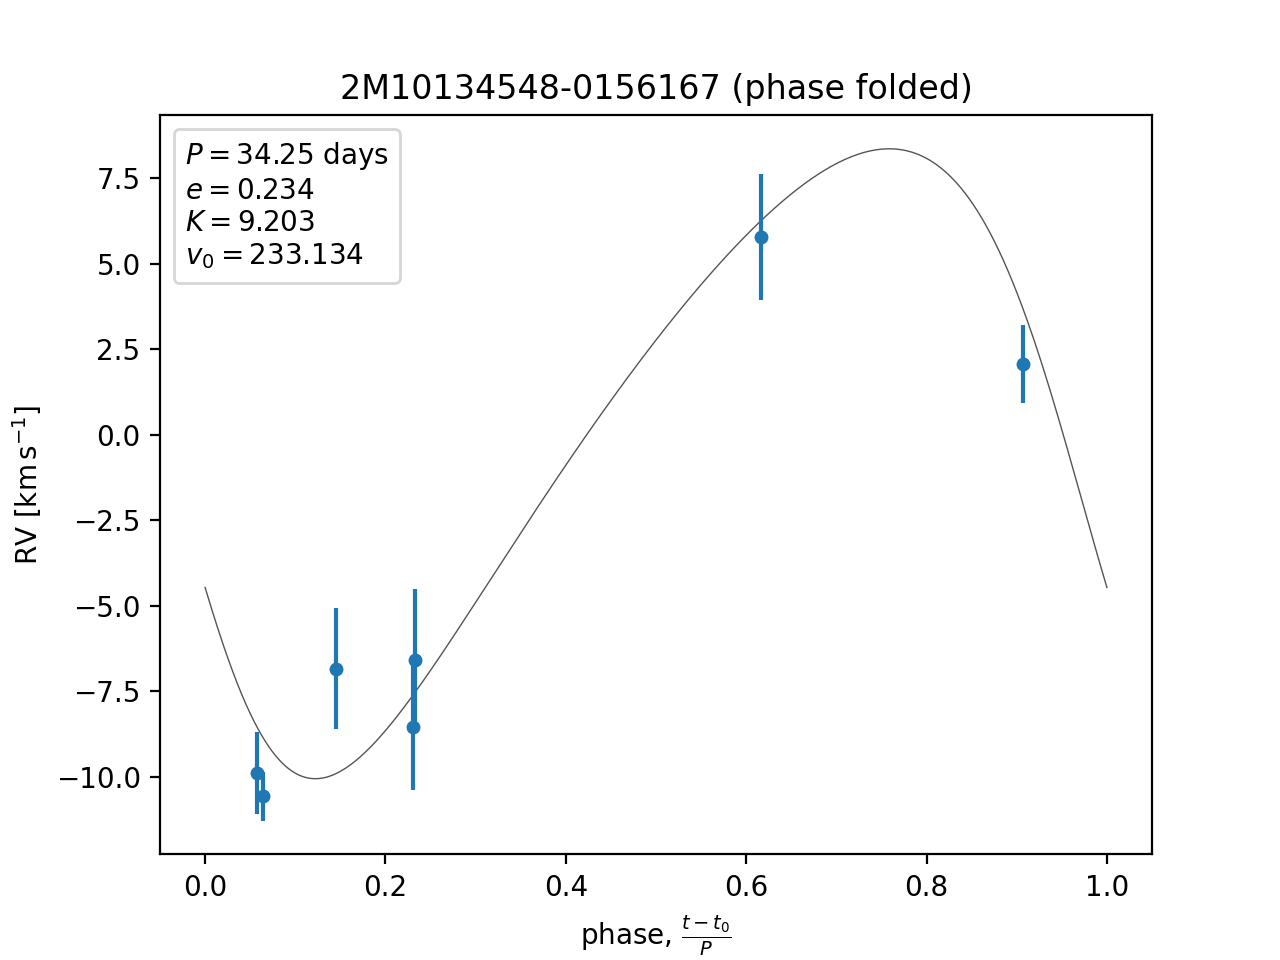 2M10134548-0156167 (phase folded)
P = 34.25 days
e = 0.234
K = 9.203
v₀ = 233.134
7.5
5.0
2.5
0.0
−2.5
−5.0
−7.5
−10.0
RV [km s⁻¹]
0.0 0.2 0.4 0.6 0.8 1.0
phase, (t − t₀)/P